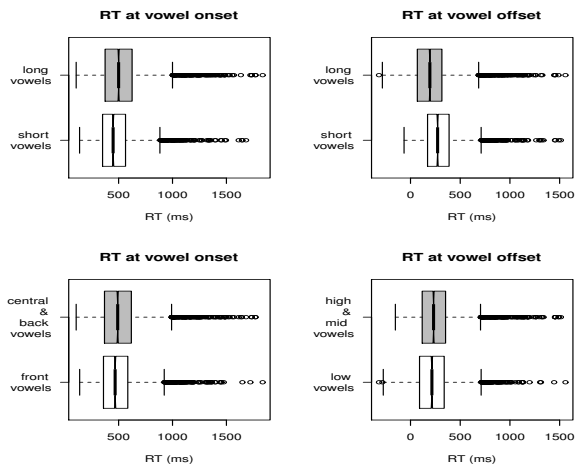 RT at vowel onset
long
vowels
short
vowels
500 1000 1500
RT (ms)
RT at vowel offset
long
vowels
short
vowels
0 500 1000 1500
RT (ms)
RT at vowel onset
central
&
back
vowels
front
vowels
500 1000 1500
RT (ms)
RT at vowel offset
high
&
mid
vowels
low
vowels
0 500 1000 1500
RT (ms)